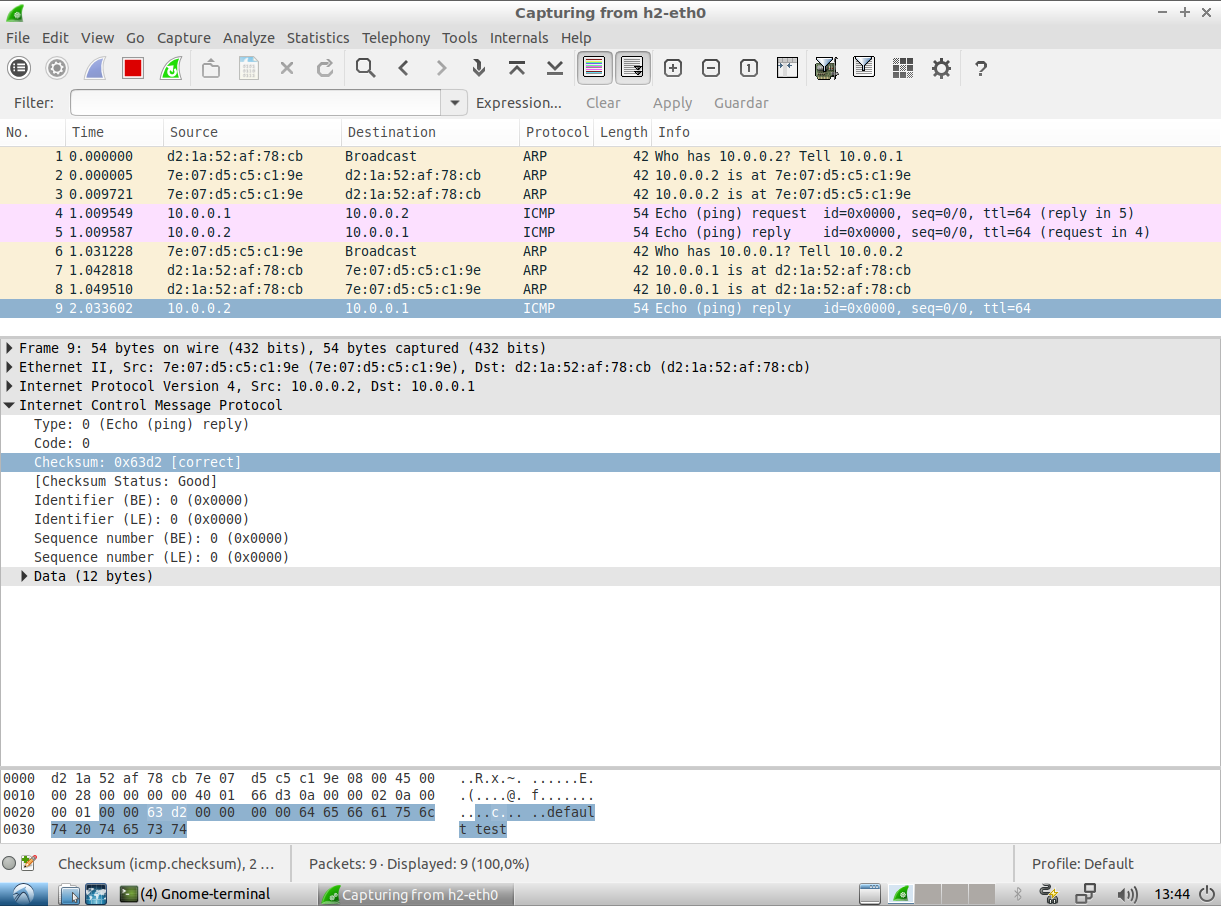 Capturing from h2-eth0
File Edit View Go Capture Analyze Statistics Telephony Tools Internals Help
Filter: Expression... Clear Apply Guardar
No. Time Source Destination Protocol Length Info
1 0.000000 d2:1a:52:af:78:cb Broadcast ARP 42 Who has 10.0.0.2? Tell 10.0.0.1
2 0.000005 7e:07:d5:c5:c1:9e d2:1a:52:af:78:cb ARP 42 10.0.0.2 is at 7e:07:d5:c5:c1:9e
3 0.009721 7e:07:d5:c5:c1:9e d2:1a:52:af:78:cb ARP 42 10.0.0.2 is at 7e:07:d5:c5:c1:9e
4 1.009549 10.0.0.1 10.0.0.2 ICMP 54 Echo (ping) request id=0x0000, seq=0/0, ttl=64 (reply in 5)
5 1.009587 10.0.0.2 10.0.0.1 ICMP 54 Echo (ping) reply id=0x0000, seq=0/0, ttl=64 (request in 4)
6 1.031228 7e:07:d5:c5:c1:9e Broadcast ARP 42 Who has 10.0.0.1? Tell 10.0.0.2
7 1.042818 d2:1a:52:af:78:cb 7e:07:d5:c5:c1:9e ARP 42 10.0.0.1 is at d2:1a:52:af:78:cb
8 1.049510 d2:1a:52:af:78:cb 7e:07:d5:c5:c1:9e ARP 42 10.0.0.1 is at d2:1a:52:af:78:cb
9 2.033602 10.0.0.2 10.0.0.1 ICMP 54 Echo (ping) reply id=0x0000, seq=0/0, ttl=64
Frame 9: 54 bytes on wire (432 bits), 54 bytes captured (432 bits)
Ethernet II, Src: 7e:07:d5:c5:c1:9e (7e:07:d5:c5:c1:9e), Dst: d2:1a:52:af:78:cb (d2:1a:52:af:78:cb)
Internet Protocol Version 4, Src: 10.0.0.2, Dst: 10.0.0.1
Internet Control Message Protocol
Type: 0 (Echo (ping) reply)
Code: 0
Checksum: 0x63d2 [correct]
[Checksum Status: Good]
Identifier (BE): 0 (0x0000)
Identifier (LE): 0 (0x0000)
Sequence number (BE): 0 (0x0000)
Sequence number (LE): 0 (0x0000)
Data (12 bytes)
0000 d2 1a 52 af 78 cb 7e 07 d5 c5 c1 9e 08 00 45 00 ..R.x.~. ......E.
0010 00 28 00 00 00 00 40 01 66 d3 0a 00 00 02 0a 00 .(....@. f.......
0020 00 01 00 00 63 d2 00 00 00 00 64 65 66 61 75 6c ....c... ..defaul
0030 74 20 74 65 73 74 t test
Checksum (icmp.checksum), 2 ... Packets: 9 · Displayed: 9 (100,0%) Profile: Default
(4) Gnome-terminal Capturing from h2-eth0 13:44